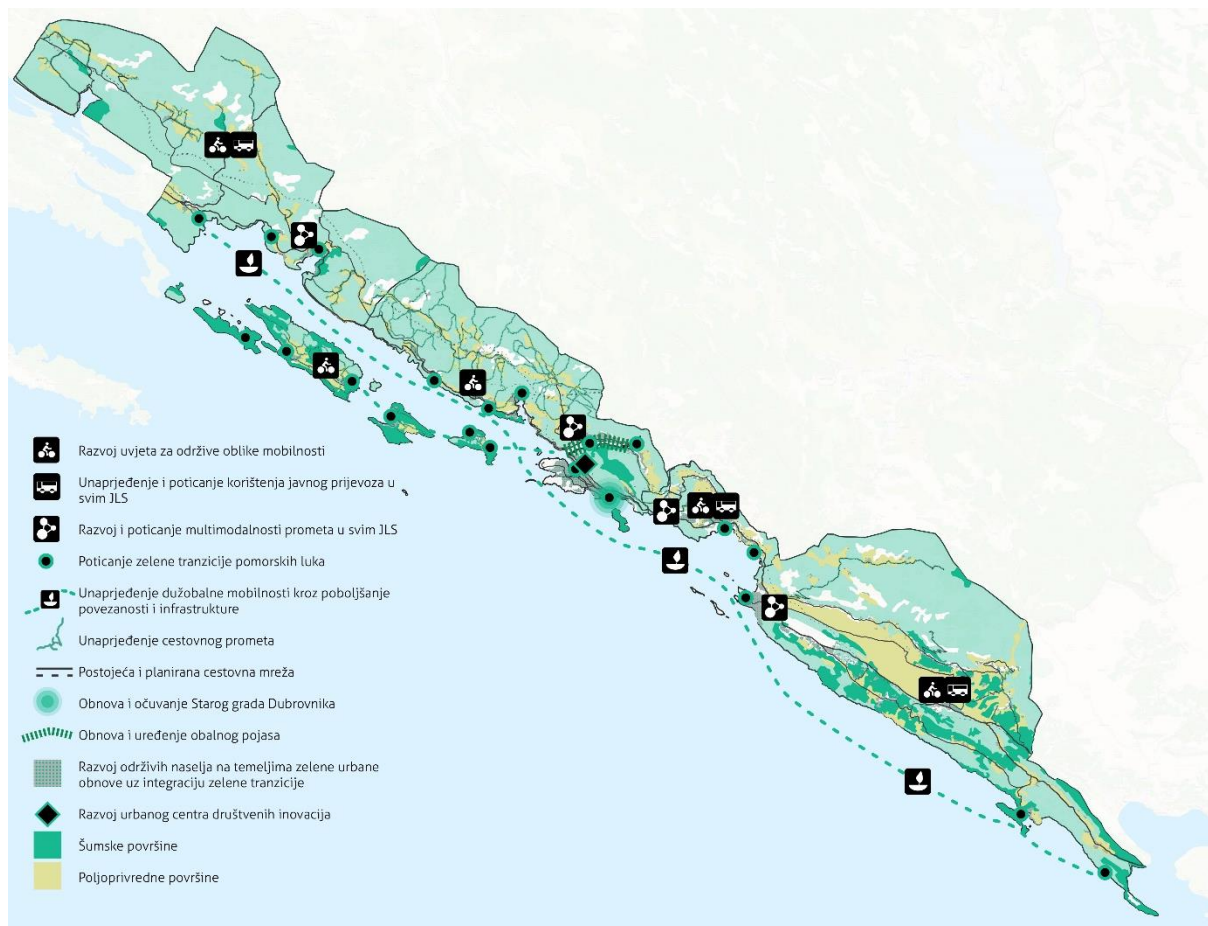 Razvoj uvjeta za održive oblike mobilnosti
Unaprjeđenje i poticanje korištenja javnog prijevoza u
svim JLS
Razvoj i poticanje multimodalnosti prometa u svim JLS
Poticanje zelene tranzicije pomorskih luka
Unaprjeđenje dužobalne mobilnosti kroz poboljšanje
povezanosti i infrastrukture
Unaprjeđenje cestovnog prometa
Postojeća i planirana cestovna mreža
Obnova i očuvanje Starog grada Dubrovnika
Obnova i uređenje obalnog pojasa
Razvoj održivih naselja na temeljima zelene urbane
obnove uz integraciju zelene tranzicije
Razvoj urbanog centra društvenih inovacija
Šumske površine
Poljoprivredne površine